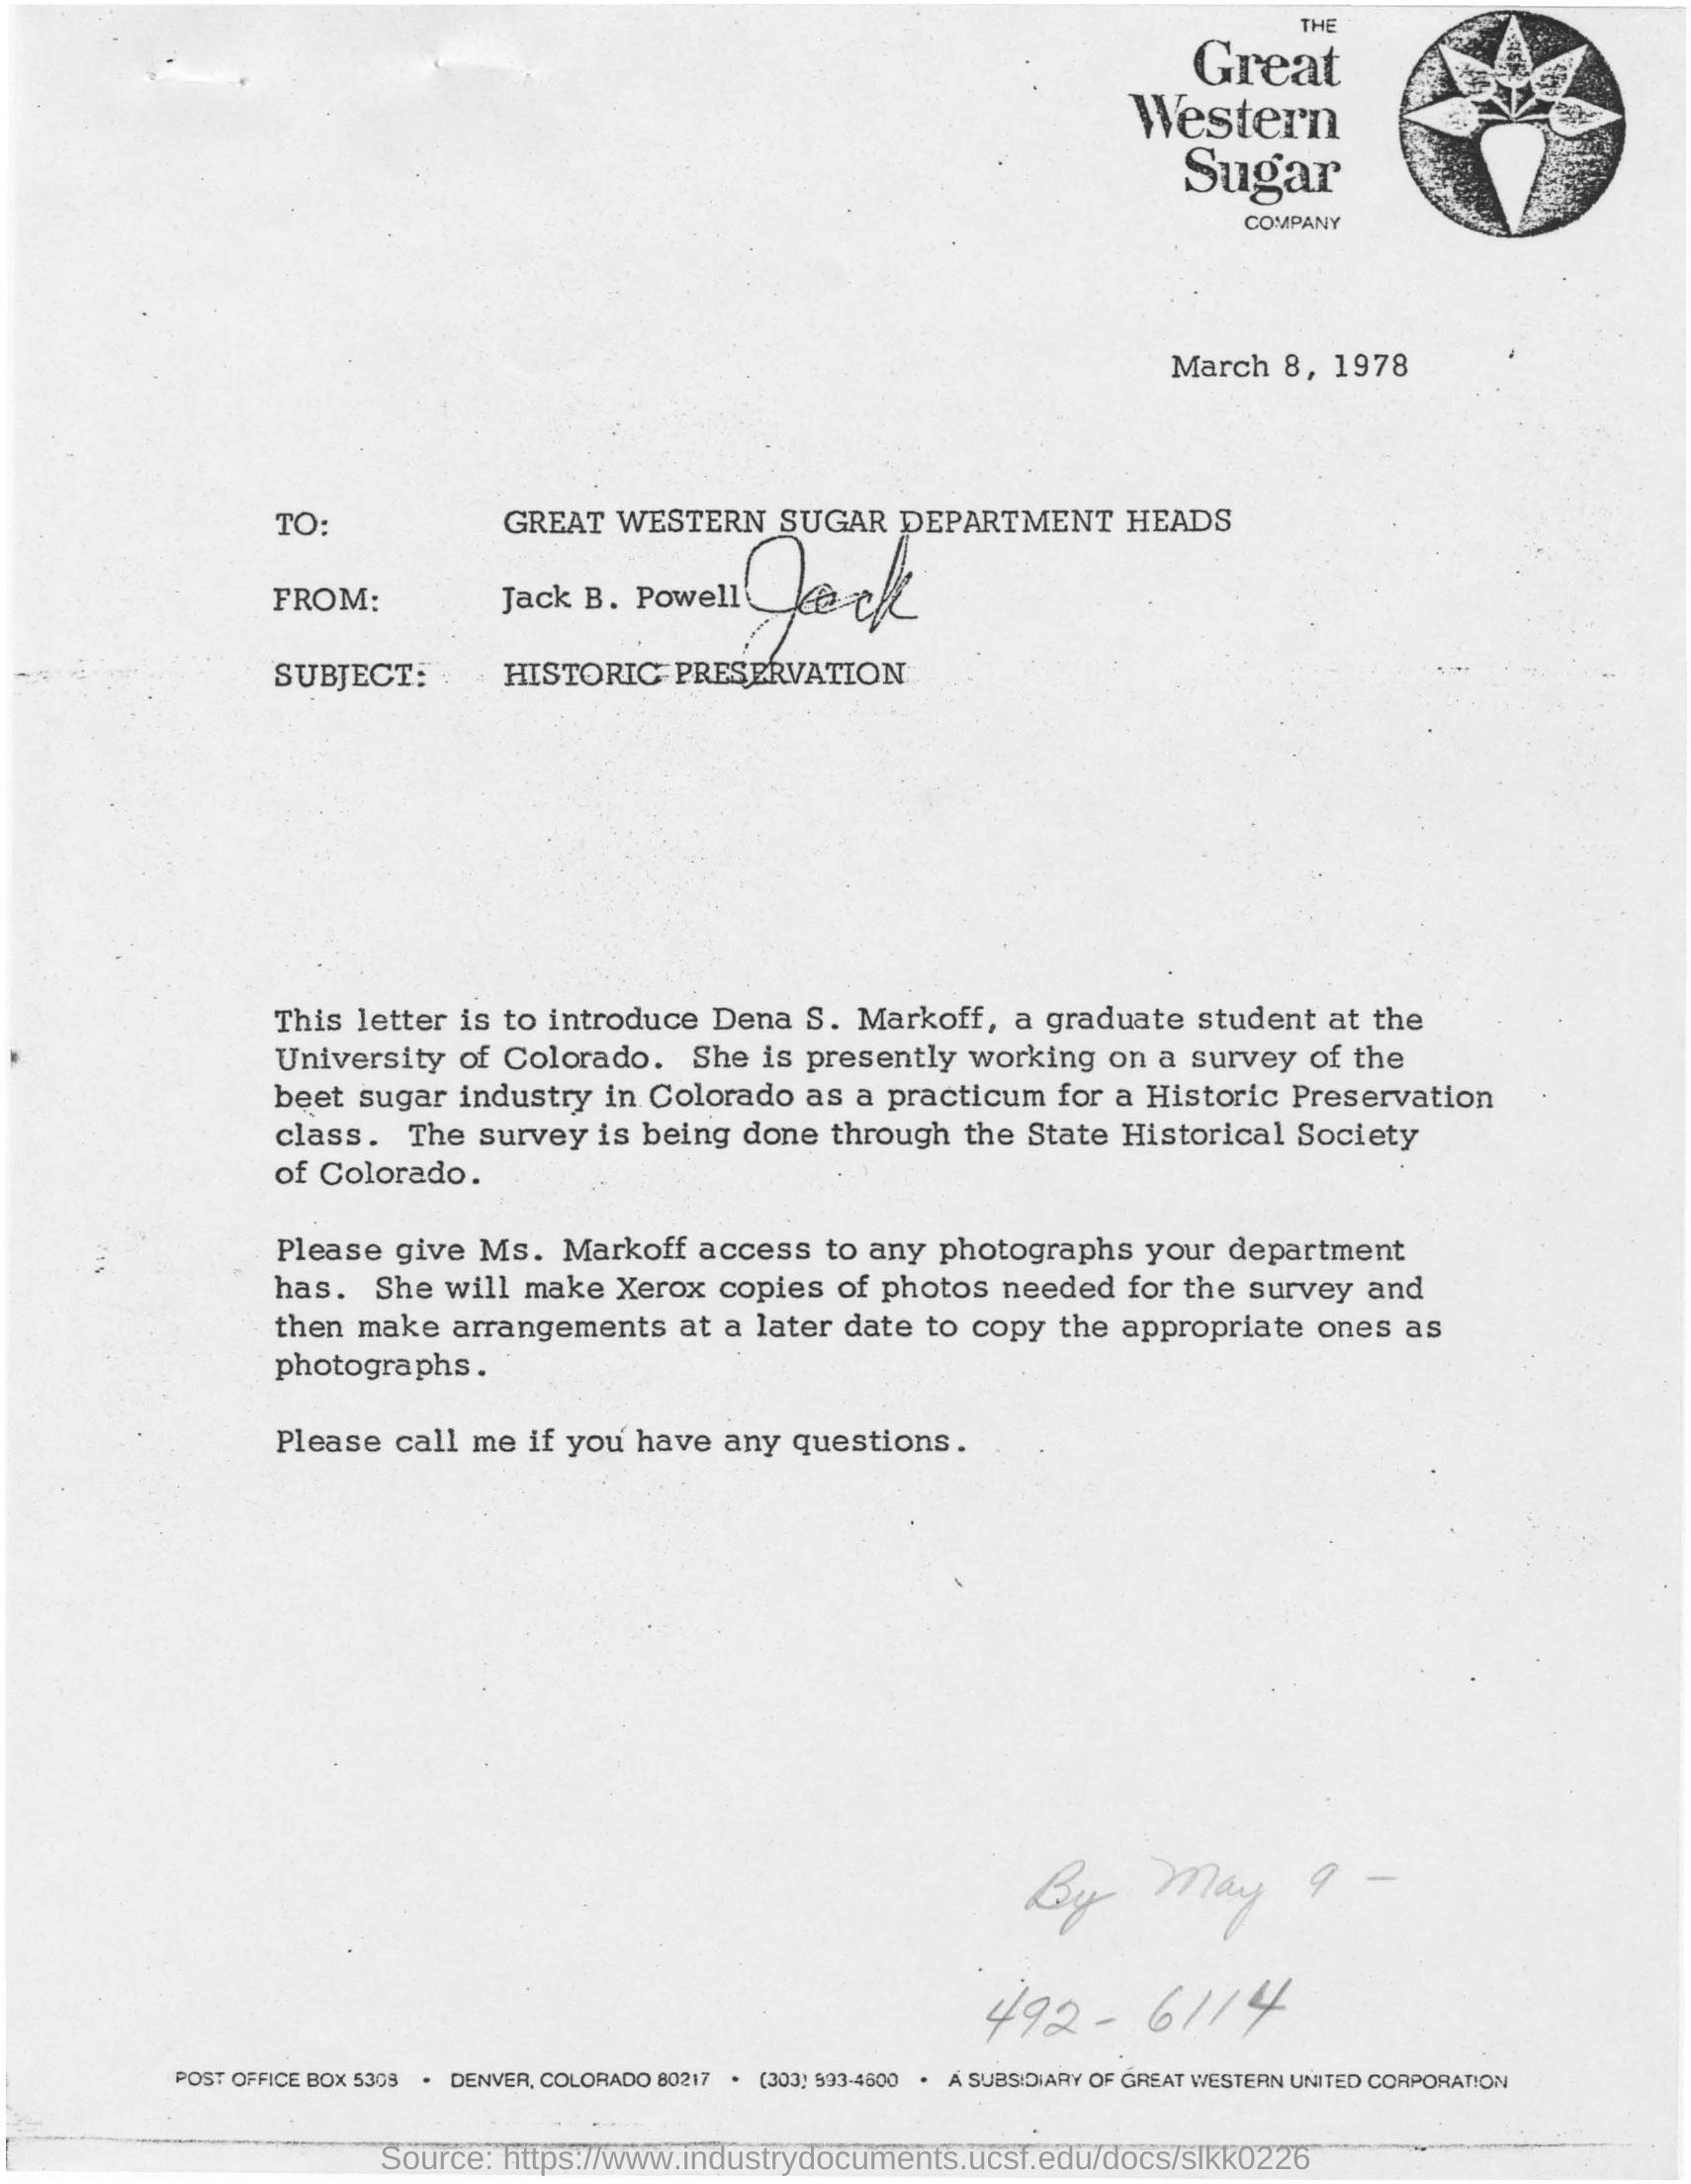 THE
Great
Western
Sugar
COMPANY
March 8, 1978
TO: GREAT WESTERN SUGAR DEPARTMENT HEADS
FROM: Jack B. Powell Jack
SUBJECT: HISTORIC PRESERVATION
This letter is to introduce Dena S. Markoff, a graduate student at the
University of Colorado. She is presently working on a survey of the
beet sugar industry in Colorado as a practicum for a Historic Preservation
class. The survey is being done through the State Historical Society
of Colorado.
Please give Ms. Markoff access to any photographs your department
has. She will make Xerox copies of photos needed for the survey and
then make arrangements at a later date to copy the appropriate ones as
photographs.
Please call me if you have any questions.
By May 9 -
492-6114
POST OFFICE BOX 5308 • DENVER, COLORADO 80217 • (303) 893-4600 • A SUBSIDIARY OF GREAT WESTERN UNITED CORPORATION
Source: https://www.industrydocuments.ucsf.edu/docs/slkk0226